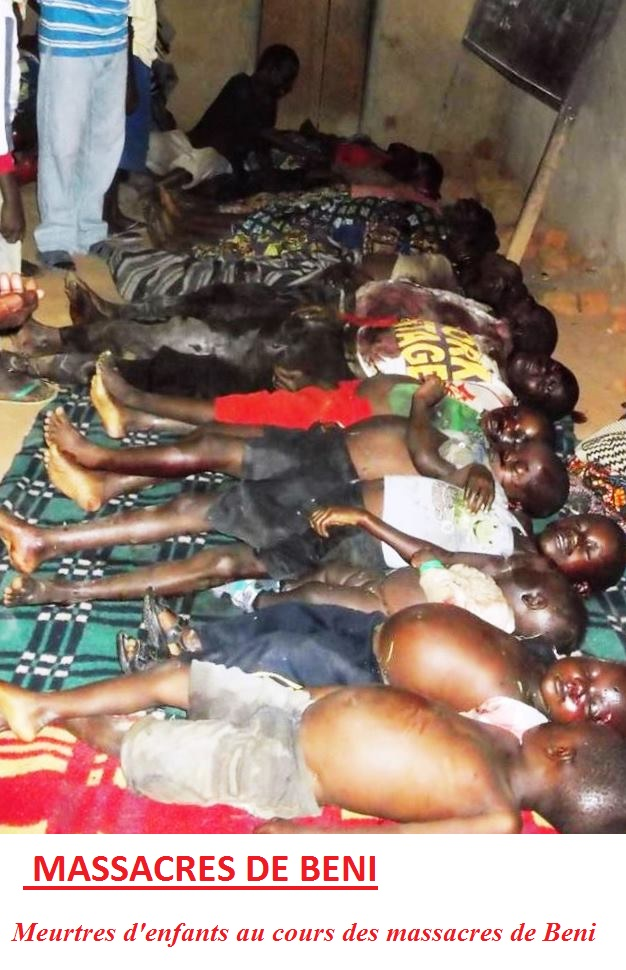 MASSACRES DE BENI
Meurtres d'enfants au cours des massacres de Beni